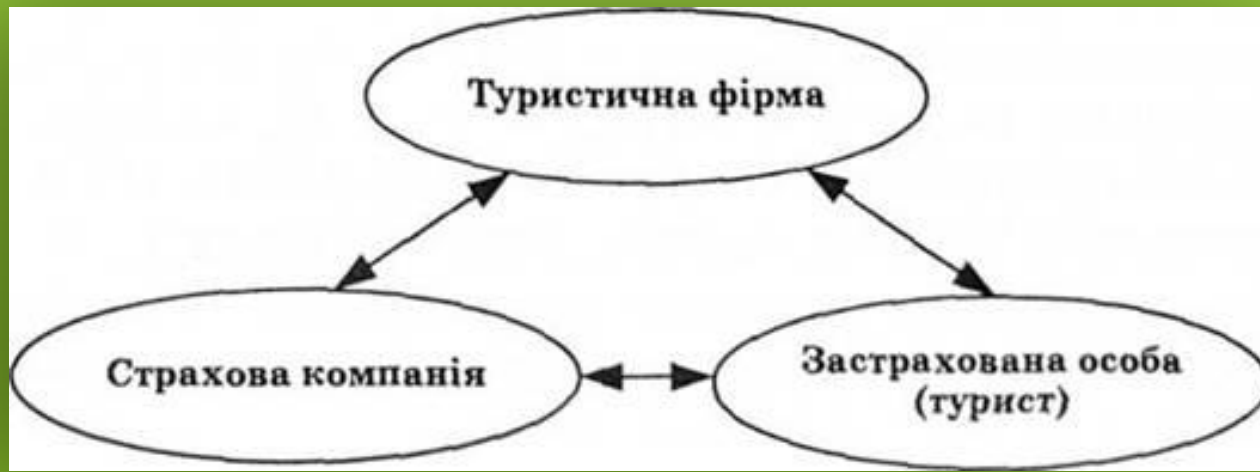 Туристична фірма
Страхова компанія
Застрахована особа
(турист)